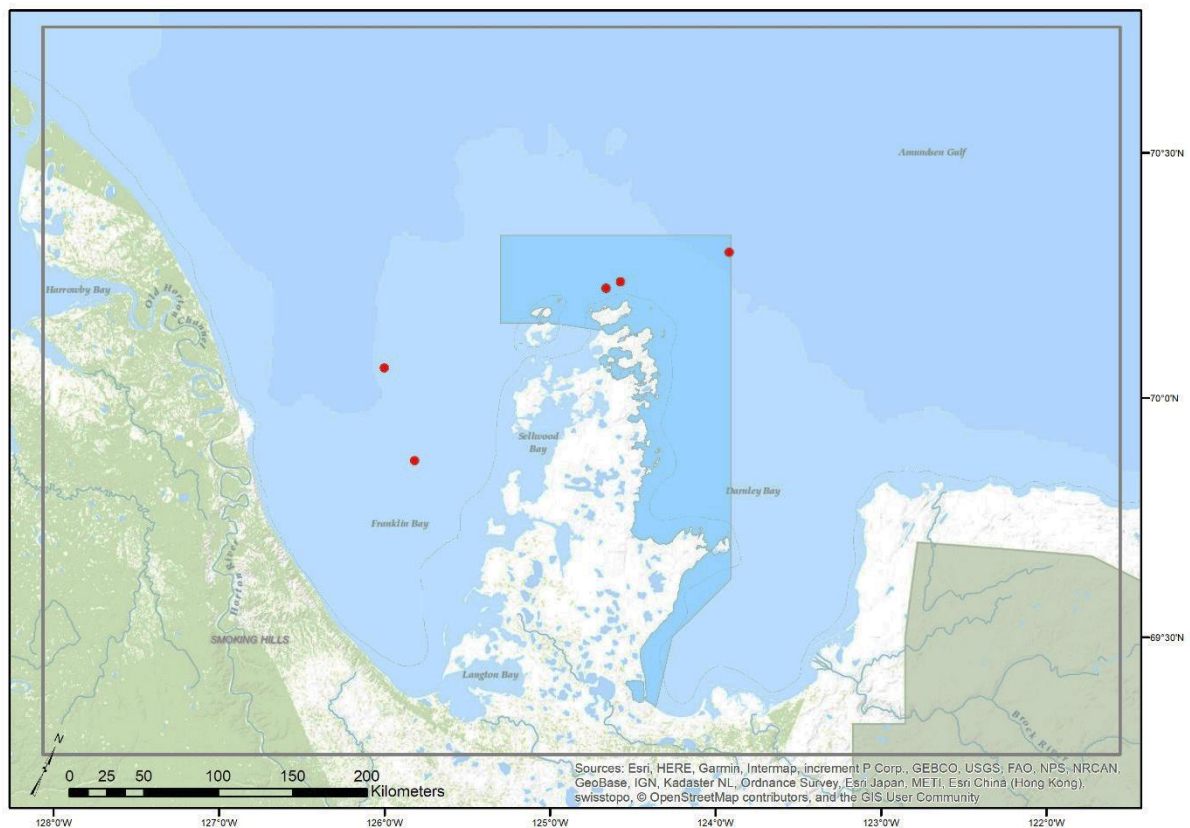 Amundsen Gulf
70°30'N
Harrowby Bay
Old Horton Channel
70°0'N
Sellwood
Bay
Darnley Bay
Franklin Bay
Horton River
69°30'N
SMOKING HILLS
Langton Bay
Brock River
N
0 25 50 100 150 200
Kilometers
Sources: Esri, HERE, Garmin, Intermap, increment P Corp., GEBCO, USGS, FAO, NPS, NRCAN,
GeoBase, IGN, Kadaster NL, Ordnance Survey, Esri Japan, METI, Esri China (Hong Kong),
swisstopo, © OpenStreetMap contributors, and the GIS User Community
128°0'W 127°0'W 126°0'W 125°0'W 124°0'W 123°0'W 122°0'W